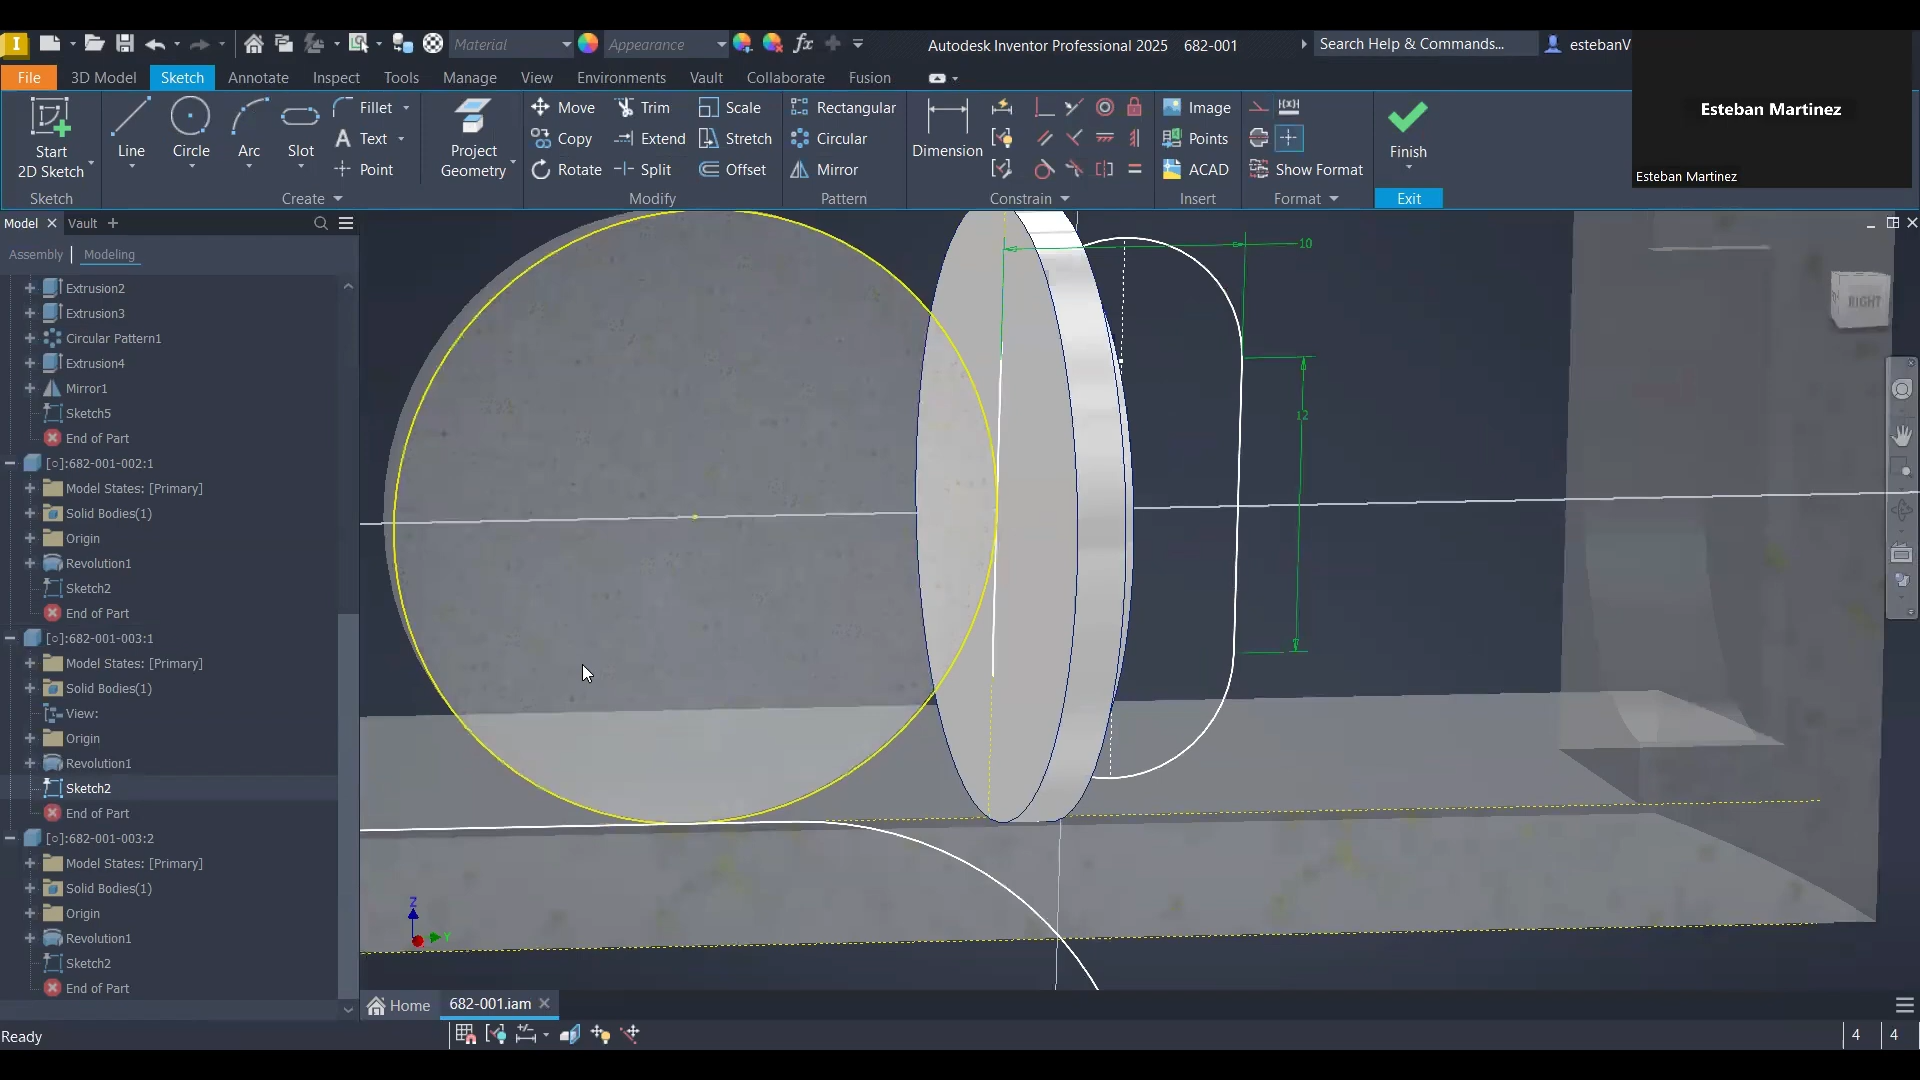 Material
Appearance
Autodesk Inventor Professional 2025 682-001
Search Help & Commands...
estebanV
File
3D Model
Sketch
Annotate
Inspect
Tools
Manage
View
Environments
Vault
Collaborate
Fusion
Start
2D Sketch
Line
Circle
Arc
Slot
Fillet
Text
Point
Project
Geometry
Move
Copy
Rotate
Trim
Extend
Split
Scale
Stretch
Offset
Rectangular
Circular
Mirror
Dimension
Image
Points
ACAD
Show Format
Finish
Sketch
Create
Modify
Pattern
Constrain
Insert
Format
Exit
Esteban Martinez
Esteban Martinez
Model
Vault
Assembly
Modeling
Extrusion2
Extrusion3
Circular Pattern1
Extrusion4
Mirror1
Sketch5
End of Part
[○]:682-001-002:1
Model States: [Primary]
Solid Bodies(1)
Origin
Revolution1
Sketch2
End of Part
[○]:682-001-003:1
Model States: [Primary]
Solid Bodies(1)
View:
Origin
Revolution1
Sketch2
End of Part
[○]:682-001-003:2
Model States: [Primary]
Solid Bodies(1)
Origin
Revolution1
Sketch2
End of Part
10
12
RIGHT
Z
Y
Home
682-001.iam
Ready
4
4